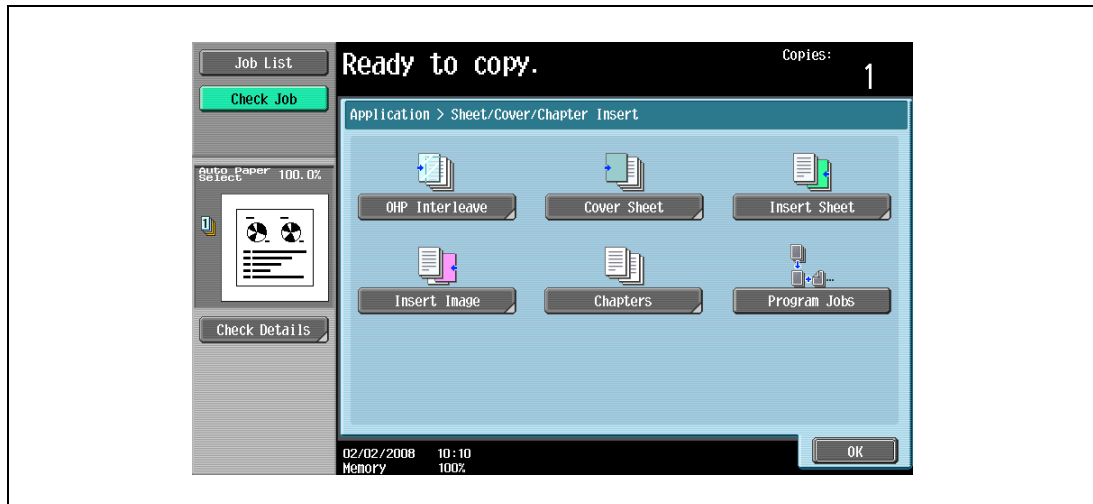 Job List
Check Job
Ready to copy.
Copies:
1
Application > Sheet/Cover/Chapter Insert
Auto Paper
Select
100.0%
1
OHP Interleave
Cover Sheet
Insert Sheet
Insert Image
Chapters
Program Jobs
Check Details
02/02/2008 10:10
Memory 100%
OK